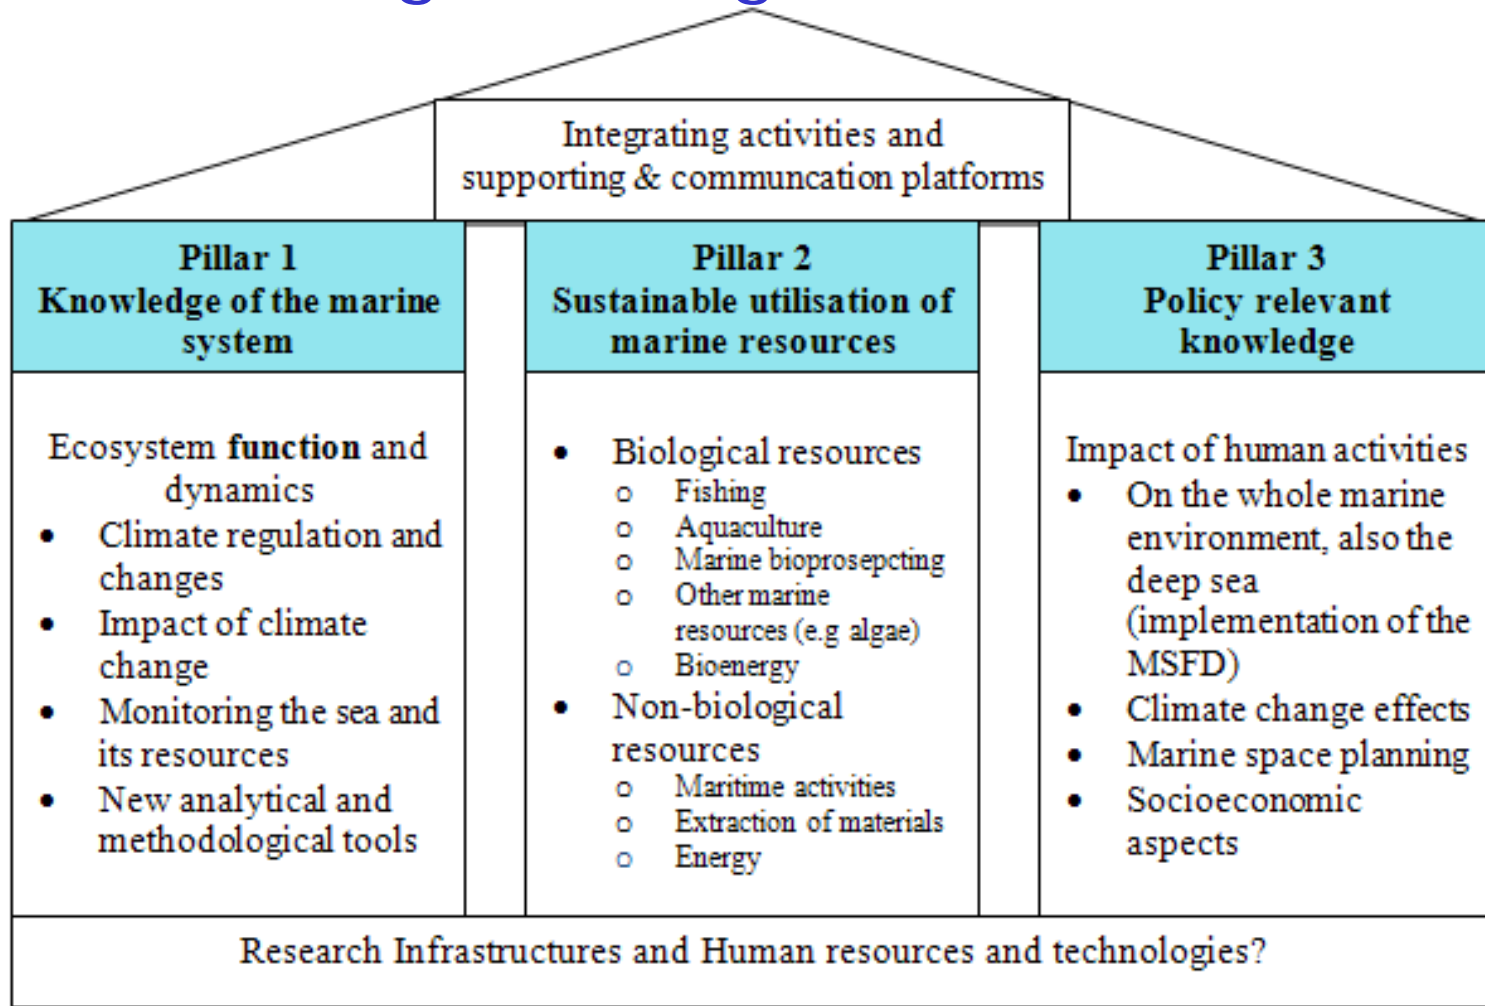 Integrating activities and
supporting & communcation platforms
Pillar 1
Knowledge of the marine
system
Ecosystem function and
dynamics
• Climate regulation and
changes
• Impact of climate
change
• Monitoring the sea and
its resources
• New analytical and
methodological tools
Pillar 2
Sustainable utilisation of
marine resources
• Biological resources
o Fishing
o Aquaculture
o Marine bioprosepcting
o Other marine
resources (e.g algae)
o Bioenergy
• Non-biological
resources
o Maritime activities
o Extraction of materials
o Energy
Pillar 3
Policy relevant
knowledge
Impact of human activities
• On the whole marine
environment, also the
deep sea
(implementation of the
MSFD)
• Climate change effects
• Marine space planning
• Socioeconomic
aspects
Research Infrastructures and Human resources and technologies?